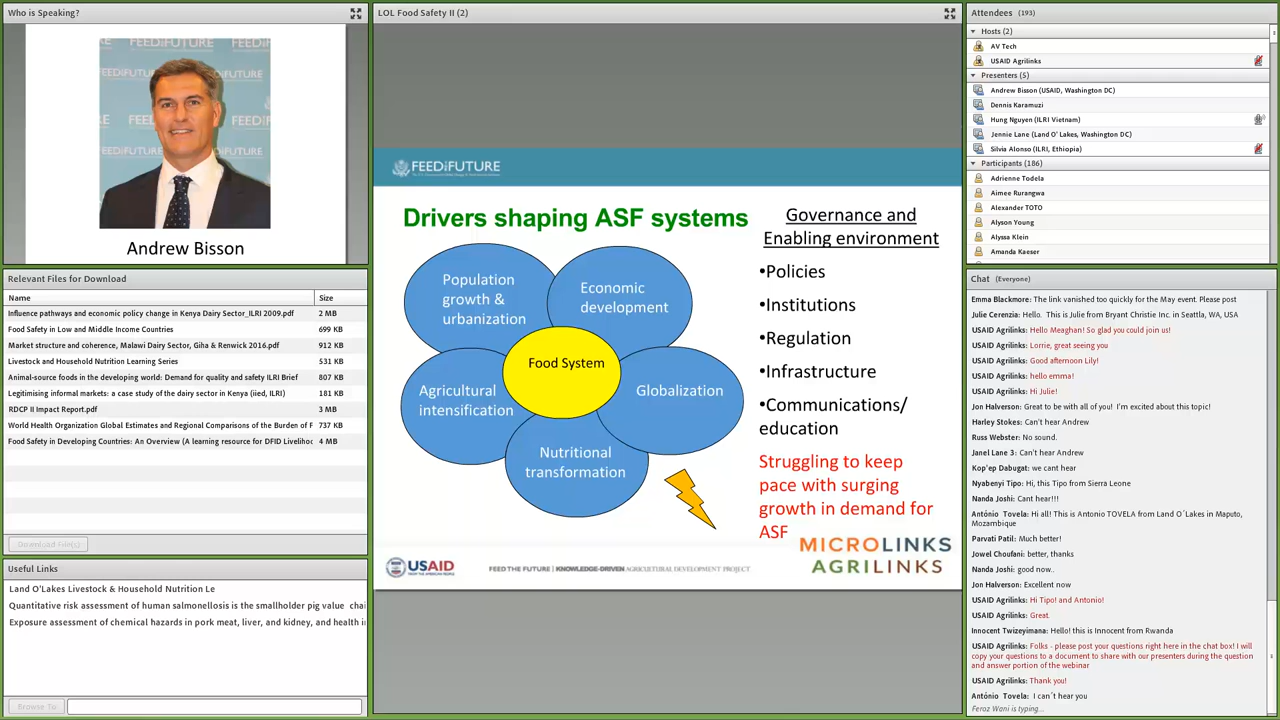 Who is Speaking?
FEED FUTURE
Andrew Bisson
Relevant Files for Download
Name Size
Influence pathways and economic policy change in Kenya Dairy Sector_ILRI 2009.pdf 2 MB
Food Safety in Low and Middle Income Countries 699 KB
Market structure and coherence, Malawi Dairy Sector, Giha & Renwick 2016.pdf 912 KB
Livestock and Household Nutrition Learning Series 531 KB
Animal-source foods in the developing world: Demand for quality and safety ILRI Brief 807 KB
Legitimising informal markets: a case study of the dairy sector in Kenya (iied, ILRI) 181 KB
RDCP II Impact Report.pdf 3 MB
World Health Organization Global Estimates and Regional Comparisons of the Burden of F 737 KB
Food Safety in Developing Countries: An Overview (A learning resource for DFID Livelihoo 4 MB
Download File(s)
Useful Links
Land O'Lakes Livestock & Household Nutrition Le
Quantitative risk assessment of human salmonellosis is the smallholder pig value chai
Exposure assessment of chemical hazards in pork meat, liver, and kidney, and health i
Browse To
LOL Food Safety II (2)
FEED THE FUTURE
Drivers shaping ASF systems
Population
growth &
urbanization
Economic
development
Food System
Agricultural
intensification
Globalization
Nutritional
transformation
Governance and
Enabling environment
•Policies
•Institutions
•Regulation
•Infrastructure
•Communications/
education
Struggling to keep
pace with surging
growth in demand for
ASF
MICROLINKS
AGRILINKS
USAID
FROM THE AMERICAN PEOPLE
FEED THE FUTURE | KNOWLEDGE-DRIVEN AGRICULTURAL DEVELOPMENT PROJECT
Attendees (193)
Hosts (2)
AV Tech
USAID Agrilinks
Presenters (5)
Andrew Bisson (USAID, Washington DC)
Dennis Karamuzi
Hung Nguyen (ILRI Vietnam)
Jennie Lane (Land O' Lakes, Washington DC)
Silvia Alonso (ILRI, Ethiopia)
Participants (186)
Adrienne Todela
Aimee Rurangwa
Alexander TOTO
Alyson Young
Alyssa Klein
Amanda Kaeser
Chat (Everyone)
Emma Blackmore: The link vanished too quickly for the May event. Please post
Julie Cerenzia: Hello. This is Julie from Bryant Christie Inc. in Seattle, WA, USA
USAID Agrilinks: Hello Meaghan! So glad you could join us!
USAID Agrilinks: Lorrie, great seeing you
USAID Agrilinks: Good afternoon Lily!
USAID Agrilinks: hello emma!
USAID Agrilinks: Hi Julie!
Jon Halverson: Great to be with all of you! I'm excited about this topic!
Harley Stokes: Can't hear Andrew
Russ Webster: No sound.
Janel Lane 3: Can't hear Andrew
Kop'ep Dabugat: we cant hear
Nyabenyi Tipo: Hi, this Tipo from Sierra Leone
Nanda Joshi: Cant hear!!!
António Tovela: Hi all! This is Antonio TOVELA from Land O´Lakes in Maputo,
Mozambique
Parvati Patil: Much better!
Jowel Choufani: better, thanks
Nanda Joshi: good now..
Jon Halverson: Excellent now
USAID Agrilinks: Hi Tipo! and Antonio!
USAID Agrilinks: Great.
Innocent Twizeyimana: Hello! this is Innocent from Rwanda
USAID Agrilinks: Folks - please post your questions right here in the chat box! I will
copy your questions to a document to share with our presenters during the question
and answer portion of the webinar
USAID Agrilinks: Thank you!
António Tovela: I can´t hear you
Feroz Wani is typing...